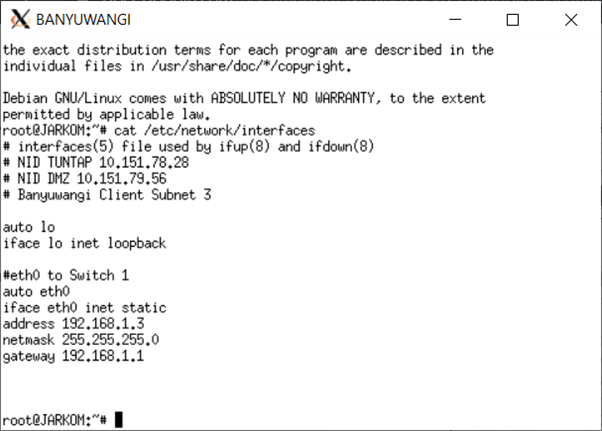 BANYUWANGI
the exact distribution terms for each program are described in the
individual files in /usr/share/doc/*/copyright.
Debian GNU/Linux comes with ABSOLUTELY NO WARRANTY, to the extent
permitted by applicable law.
root@JARKOM:~# cat /etc/network/interfaces
# interfaces(5) file used by ifup(8) and ifdown(8)
# NID TUNTAP 10.151.78.28
# NID DMZ 10.151.79.56
# Banyuwangi Client Subnet 3
auto lo
iface lo inet loopback
#eth0 to Switch 1
auto eth0
iface eth0 inet static
address 192.168.1.3
netmask 255.255.255.0
gateway 192.168.1.1
root@JARKOM:~#